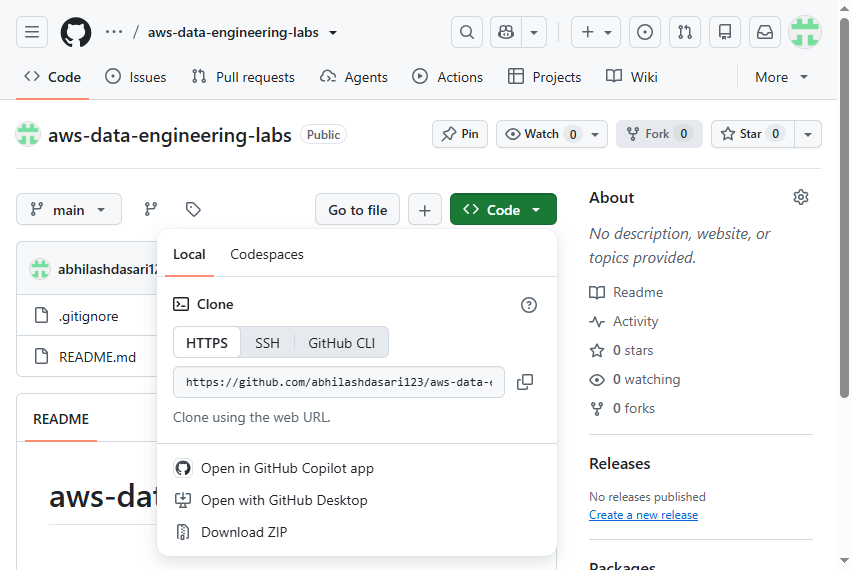 ··· / aws-data-engineering-labs
Code Issues Pull requests Agents Actions Projects Wiki More
aws-data-engineering-labs Public Pin Watch 0 Fork 0 Star 0
main Go to file + Code
abhilashdasari12
.gitignore
README.md
README
aws-dat
Local Codespaces
Clone
HTTPS SSH GitHub CLI
https://github.com/abhilashdasari123/aws-data-e
Clone using the web URL.
Open in GitHub Copilot app
Open with GitHub Desktop
Download ZIP
About
No description, website, or
topics provided.
Readme
Activity
0 stars
0 watching
0 forks
Releases
No releases published
Create a new release
Packages